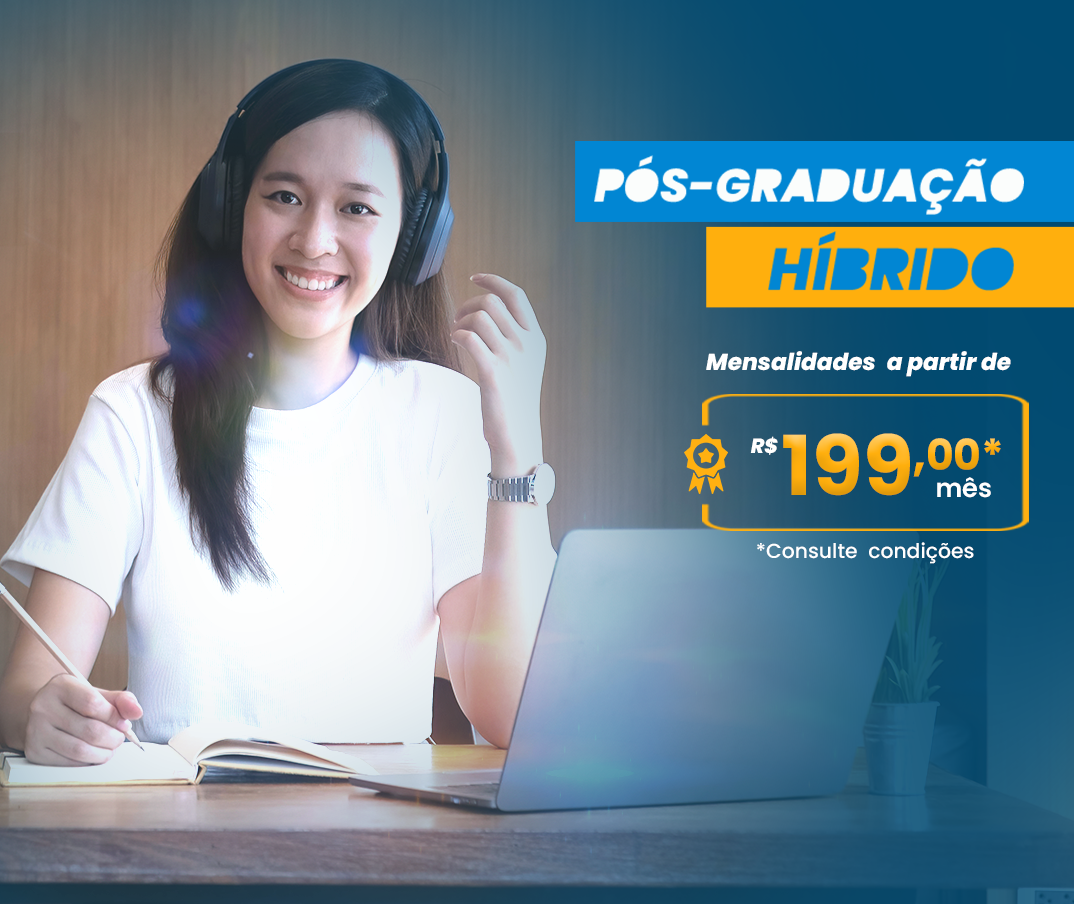 PÓS-GRADUAÇÃO
HÍBRIDO
Mensalidades a partir de
R$199,00*
mês
*Consulte condições